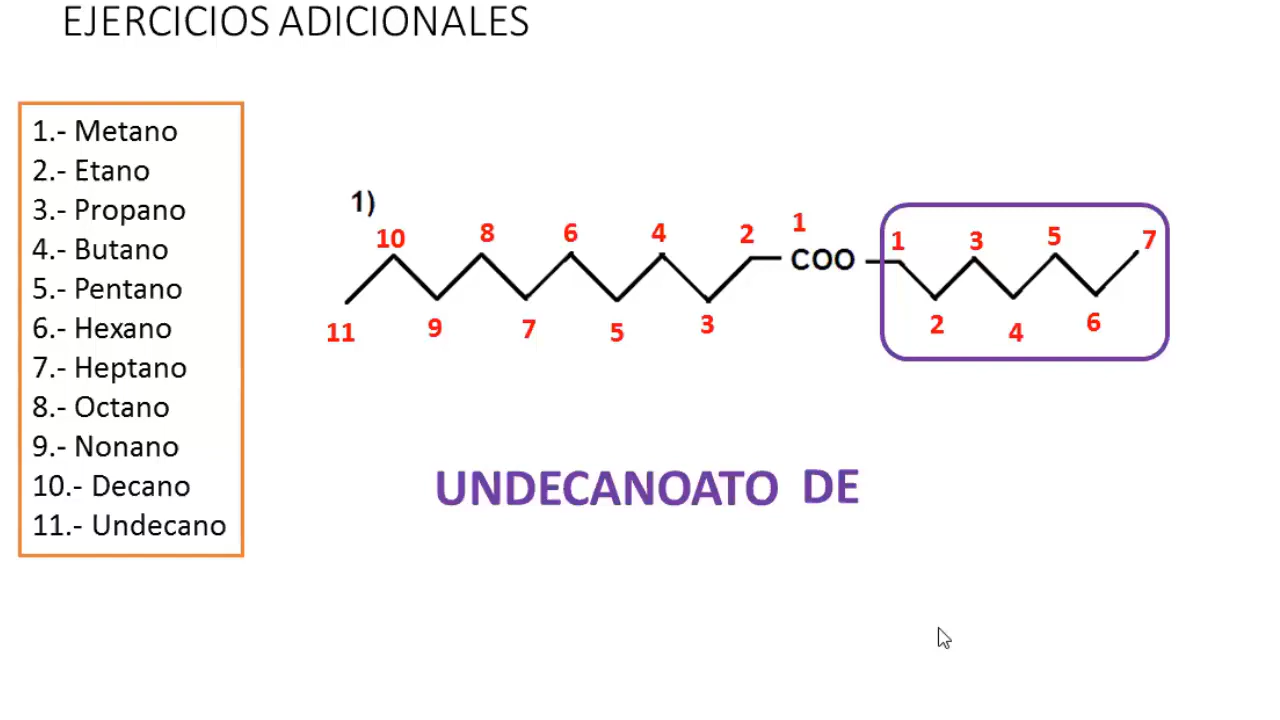 EJERCICIOS ADICIONALES
1.- Metano
2.- Etano
3.- Propano
4.- Butano
5.- Pentano
6.- Hexano
7.- Heptano
8.- Octano
9.- Nonano
10.- Decano
11.- Undecano
1)
10 8 6 4 2 1 1 3 5 7
COO
11 9 7 5 3 2 4 6
UNDECANOATO DE